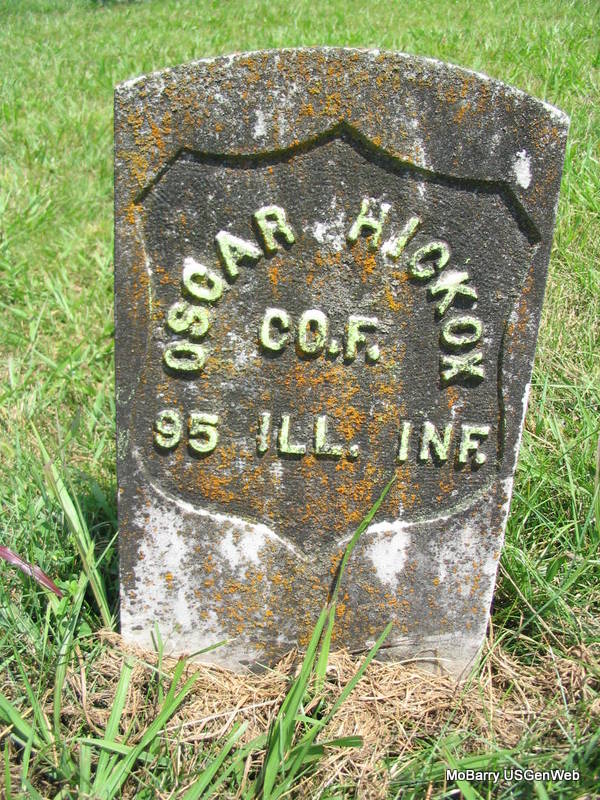 OSCAR HICKOX
CO. F.
95 ILL. INF.
MoBarry USGenWeb